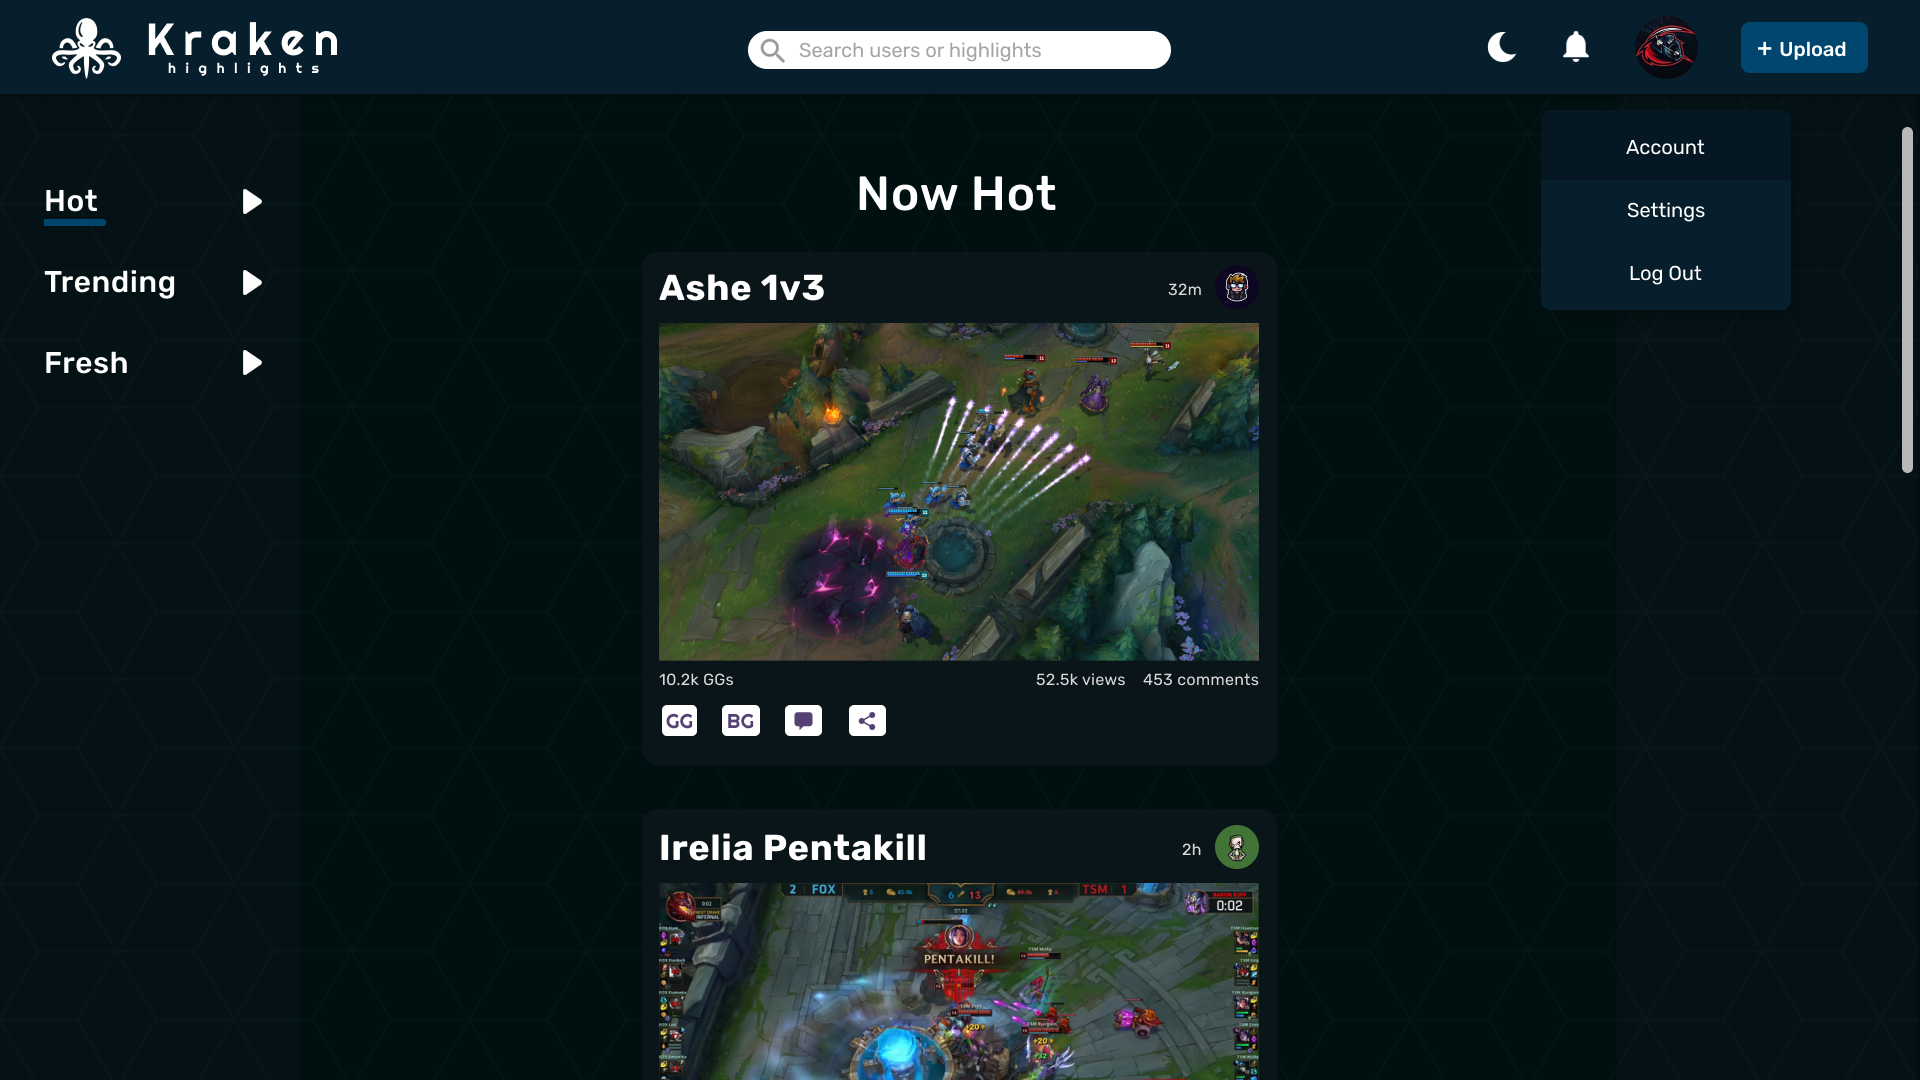 Kraken
highlights
Search users or highlights
+ Upload
Account
Settings
Log Out
Hot
Trending
Fresh
Now Hot
Ashe 1v3
32m
10.2k GGs
52.5k views
453 comments
GG
BG
Irelia Pentakill
2h
2 FOX
6
13
TSM 1
0:02
PENTAKILL!
+20
+20